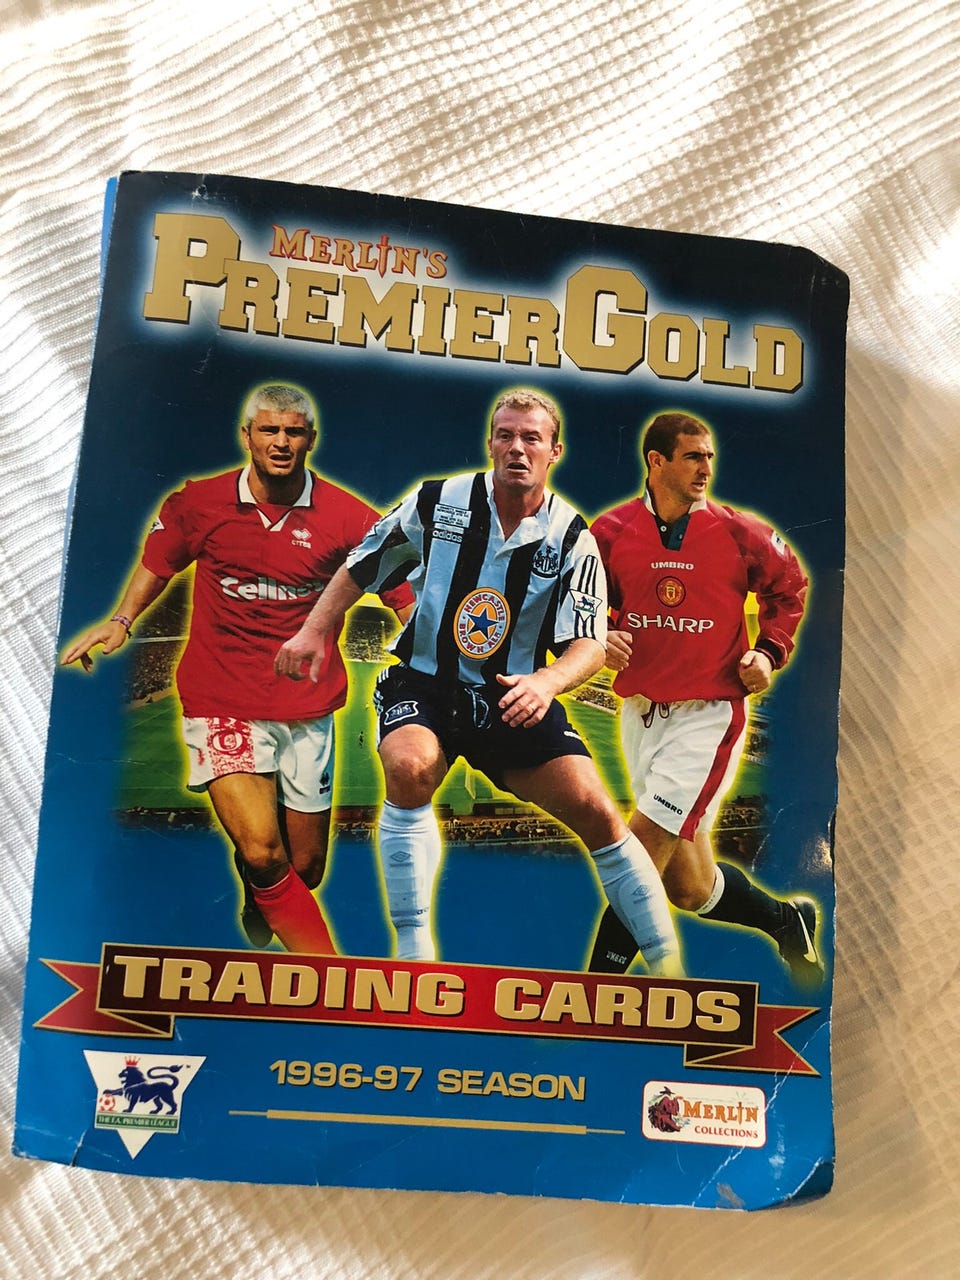 MERLIN'S
PREMIER GOLD
Cellnet
adidas
NEWCASTLE
BROWN ALE
UMBRO
SHARP
UMBRO
UMBRO
TRADING CARDS
1996-97 SEASON
THE F.A. PREMIER LEAGUE
MERLIN
COLLECTIONS